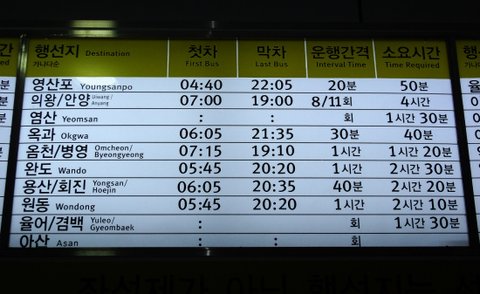 행선지 Destination 가나다순 첫차 First Bus 막차 Last Bus 운행간격 Interval Time 소요시간 Time Required
영산포 Youngsanpo 04:40 22:05 20분 50분
의왕/안양 Uiwang/Anyang 07:00 19:00 8/11회 4시간
염산 Yeomsan : : 회 1시간 30분
옥과 Okgwa 06:05 21:35 30분 40분
옴천/병영 Omcheon/Byeongyeong 07:15 19:10 1시간 1시간 20분
완도 Wando 05:45 20:20 1시간 2시간 30분
용산/회진 Yongsan/Hoejin 06:05 20:35 40분 2시간 20분
원동 Wondong 05:45 20:20 1시간 2시간 10분
율어/겸백 Yuleo/Gyeombaek : : 회 1시간 30분
아산 Asan : : 회